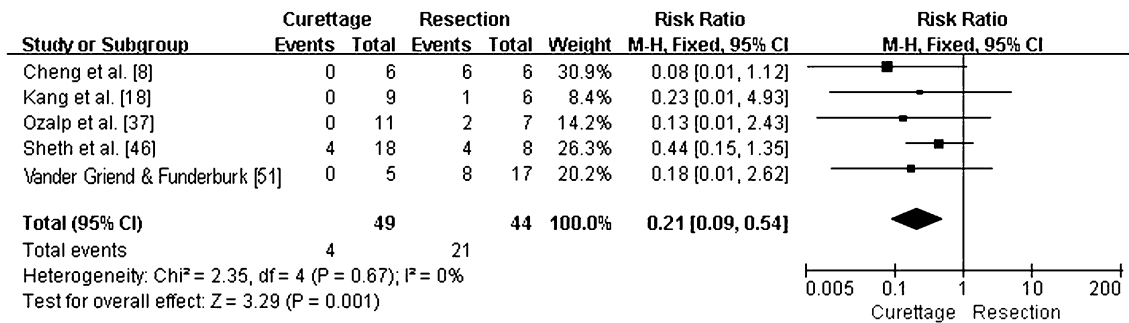 Curettage Resection Risk Ratio Risk Ratio
Study or Subgroup Events Total Events Total Weight M-H, Fixed, 95% CI M-H, Fixed, 95% CI
Cheng et al. [8] 0 6 6 6 30.9% 0.08 [0.01, 1.12]
Kang et al. [18] 0 9 1 6 8.4% 0.23 [0.01, 4.93]
Ozalp et al. [37] 0 11 2 7 14.2% 0.13 [0.01, 2.43]
Sheth et al. [46] 4 18 4 8 26.3% 0.44 [0.15, 1.35]
Vander Griend & Funderburk [51] 0 5 8 17 20.2% 0.18 [0.01, 2.62]
Total (95% CI) 49 44 100.0% 0.21 [0.09, 0.54]
Total events 4 21
Heterogeneity: Chi² = 2.35, df = 4 (P = 0.67); I² = 0%
Test for overall effect: Z = 3.29 (P = 0.001)
0.005 0.1 1 10 200
Curettage Resection